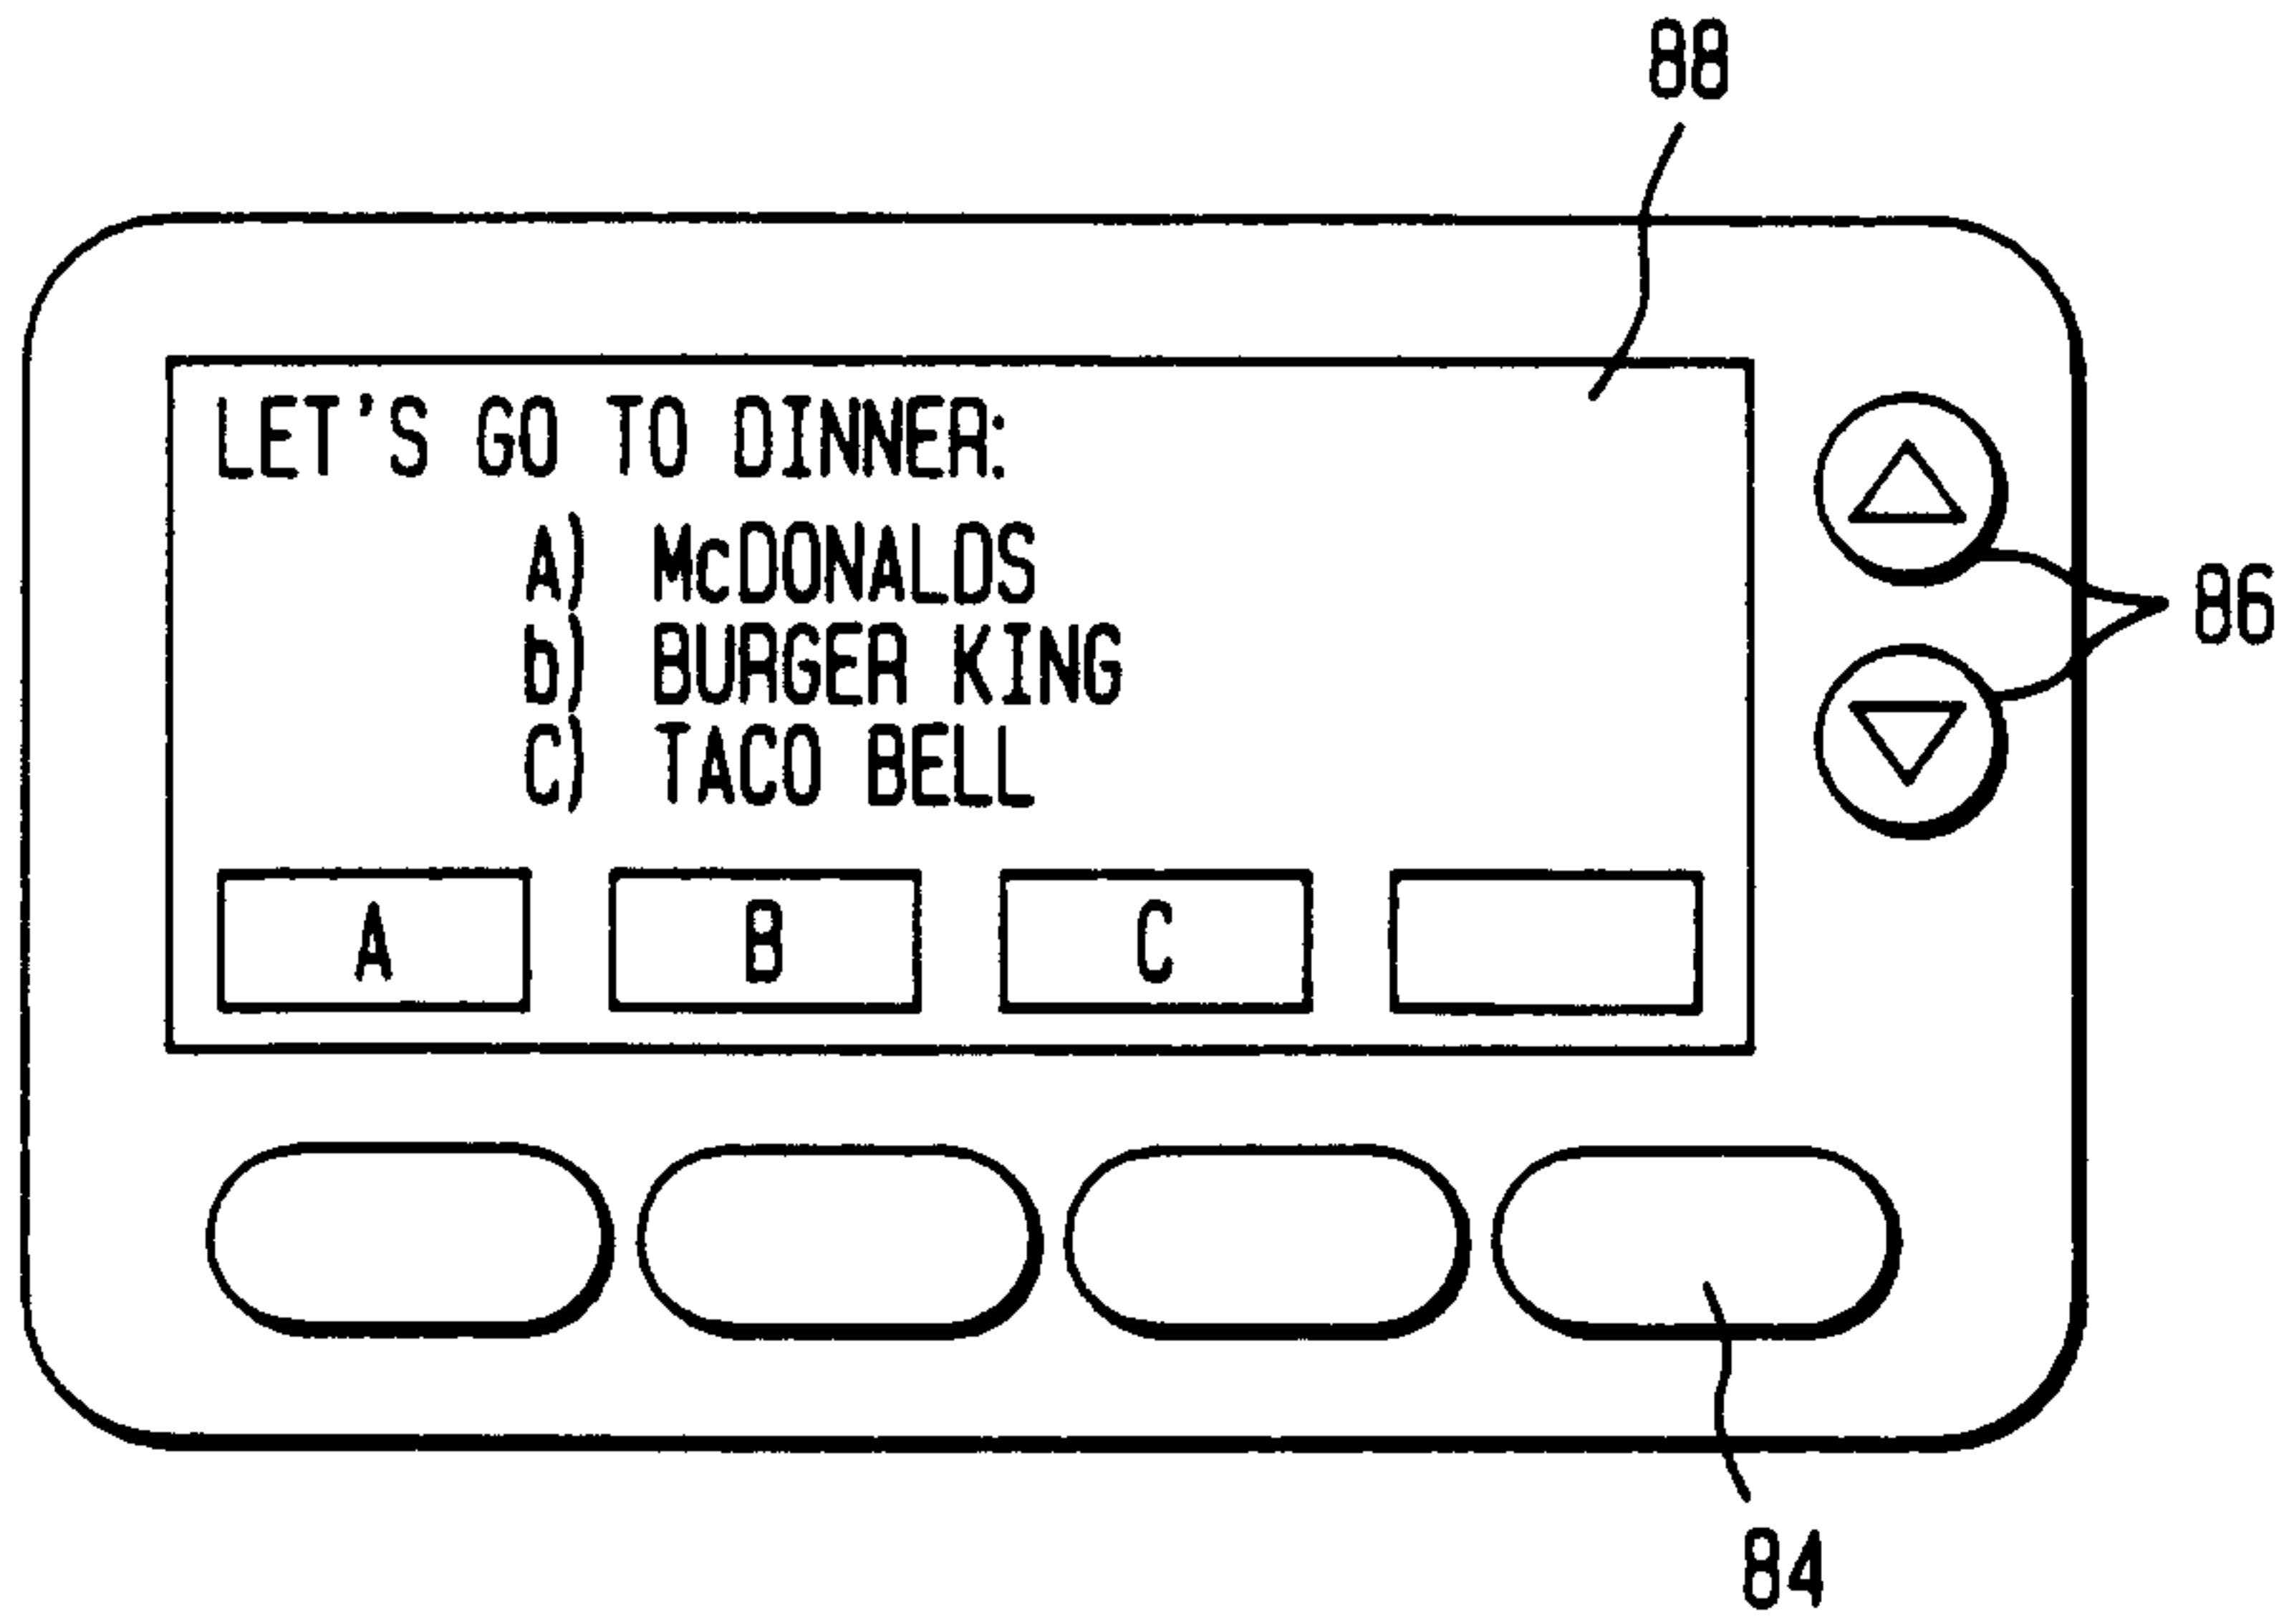 88
LET'S GO TO DINNER:
A) McDONALDS
b) BURGER KING
C) TACO BELL
86
A B C
84